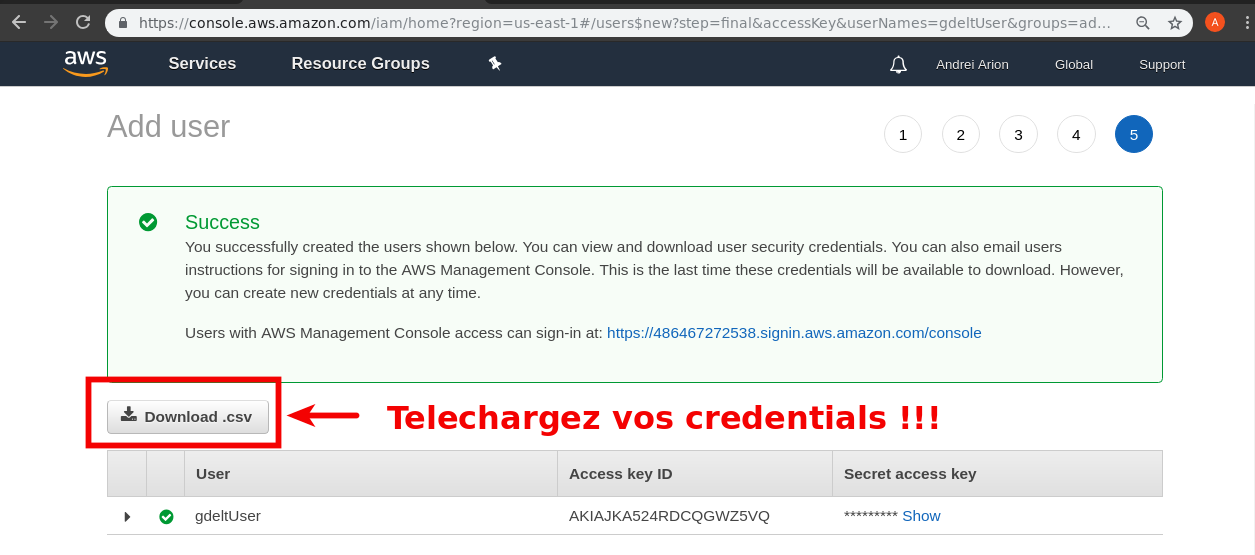 https://console.aws.amazon.com/iam/home?region=us-east-1#/users$new?step=final&accessKey&userNames=gdeltUser&groups=ad...
A
aws
Services
Resource Groups
Andrei Arion
Global
Support
Add user
1
2
3
4
5
Success
You successfully created the users shown below. You can view and download user security credentials. You can also email users
instructions for signing in to the AWS Management Console. This is the last time these credentials will be available to download. However,
you can create new credentials at any time.
Users with AWS Management Console access can sign-in at: https://486467272538.signin.aws.amazon.com/console
Download .csv
Telechargez vos credentials !!!
User
Access key ID
Secret access key
gdeltUser
AKIAJKA524RDCQGWZ5VQ
********* Show